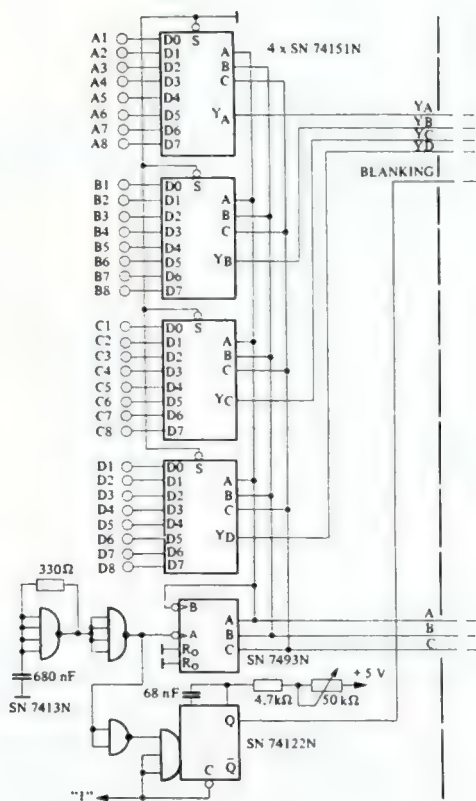 4 x SN 74151N
A1 D0 S
A2 D1 A
A3 D2 B
A4 D3 C
A5 D4
A6 D5 YA YA
A7 D6 YB
A8 D7 YC
YD
BLANKING
B1 D0 S
B2 D1 A
B3 D2 B
B4 D3 C
B5 D4
B6 D5 YB
B7 D6
B8 D7
C1 D0 S
C2 D1 A
C3 D2 B
C4 D3 C
C5 D4
C6 D5 YC
C7 D6
C8 D7
D1 D0 S
D2 D1 A
D3 D2 B
D4 D3 C
D5 D4
D6 D5 YD
D7 D6
D8 D7
330Ω
B
A A A
R0 B B
R0 C C
680 nF
SN 7413N
SN 7493N
68 nF
4,7kΩ
50 kΩ
+ 5 V
Q
SN 74122N
Q̅
C
"1"